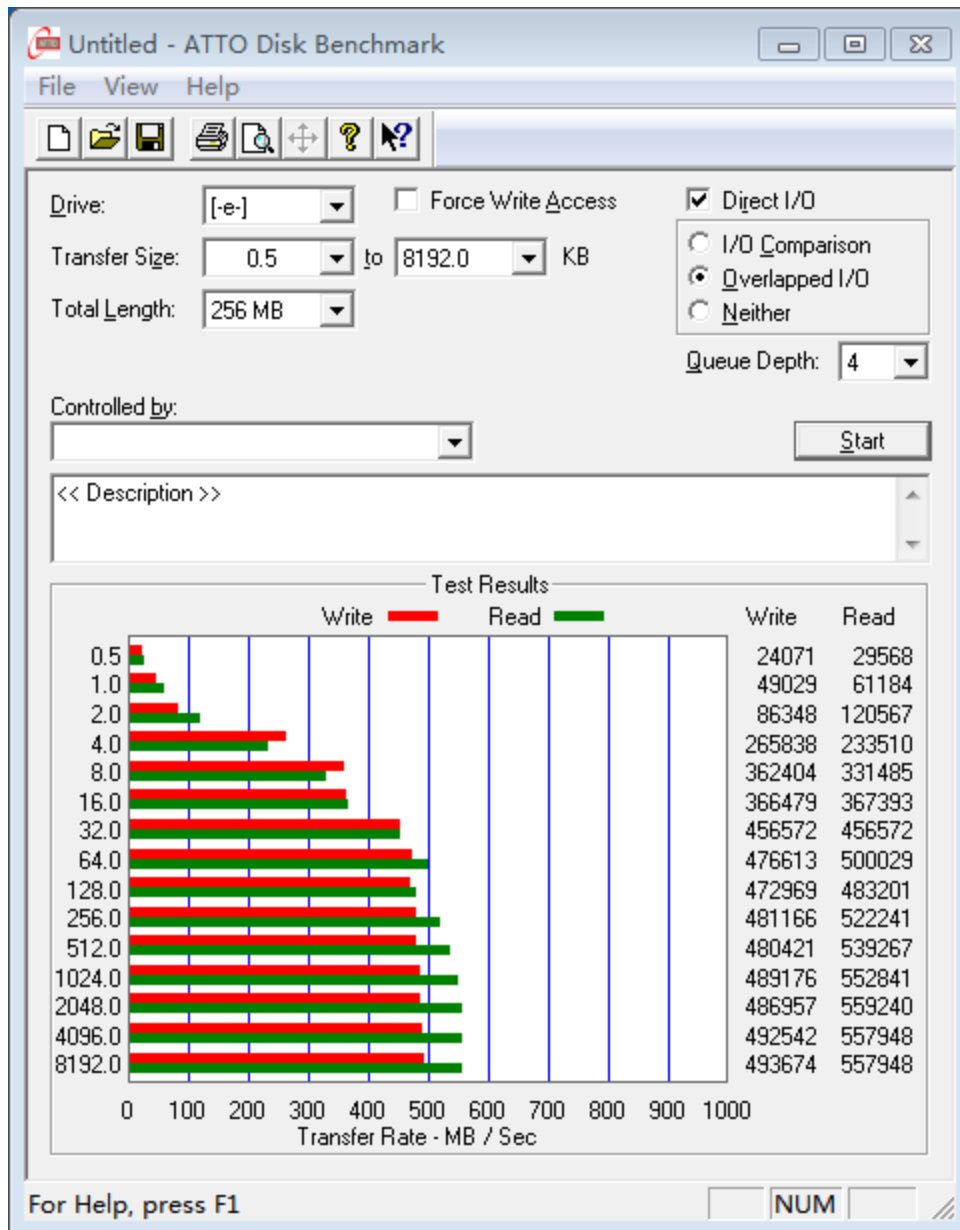 Untitled - ATTO Disk Benchmark
File View Help
Drive: [-e-] Force Write Access Direct I/O
Transfer Size: 0.5 to 8192.0 KB
I/O Comparison
Overlapped I/O
Total Length: 256 MB
Neither
Queue Depth: 4
Controlled by:
Start
<< Description >>
Test Results
Write Read Write Read
0.5 24071 29568
1.0 49029 61184
2.0 86348 120567
4.0 265838 233510
8.0 362404 331485
16.0 366479 367393
32.0 456572 456572
64.0 476613 500029
128.0 472969 483201
256.0 481166 522241
512.0 480421 539267
1024.0 489176 552841
2048.0 486957 559240
4096.0 492542 557948
8192.0 493674 557948
0 100 200 300 400 500 600 700 800 900 1000
Transfer Rate - MB / Sec
For Help, press F1 NUM